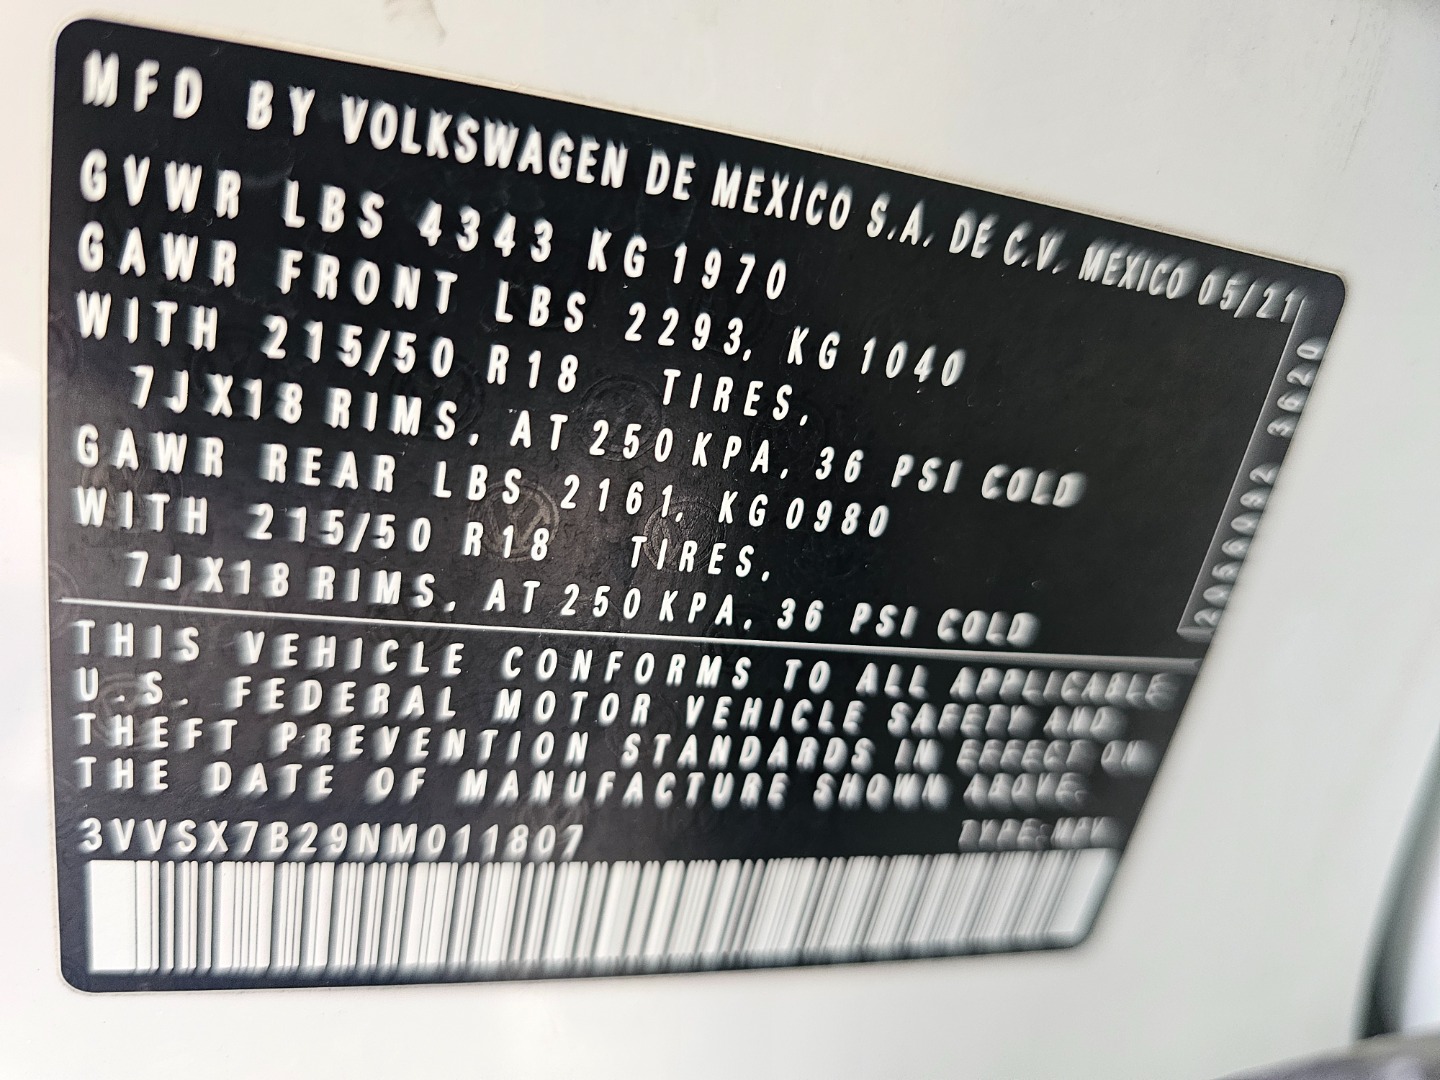 MFD BY VOLKSWAGEN DE MEXICO S.A. DE C.V. MEXICO 05/21
GVWR LBS 4343 KG 1970
GAWR FRONT LBS 2293, KG 1040
WITH 215/50 R18 TIRES,
7JX18 RIMS, AT 250 KPA, 36 PSI COLD
GAWR REAR LBS 2161, KG 0980
WITH 215/50 R18 TIRES,
7JX18 RIMS, AT 250 KPA, 36 PSI COLD
THIS VEHICLE CONFORMS TO ALL APPLICABLE
U.S. FEDERAL MOTOR VEHICLE SAFETY AND
THEFT PREVENTION STANDARDS IN EFFECT ON
THE DATE OF MANUFACTURE SHOWN ABOVE.
3VVSX7B29NM011807 TYPE:MPV
3620